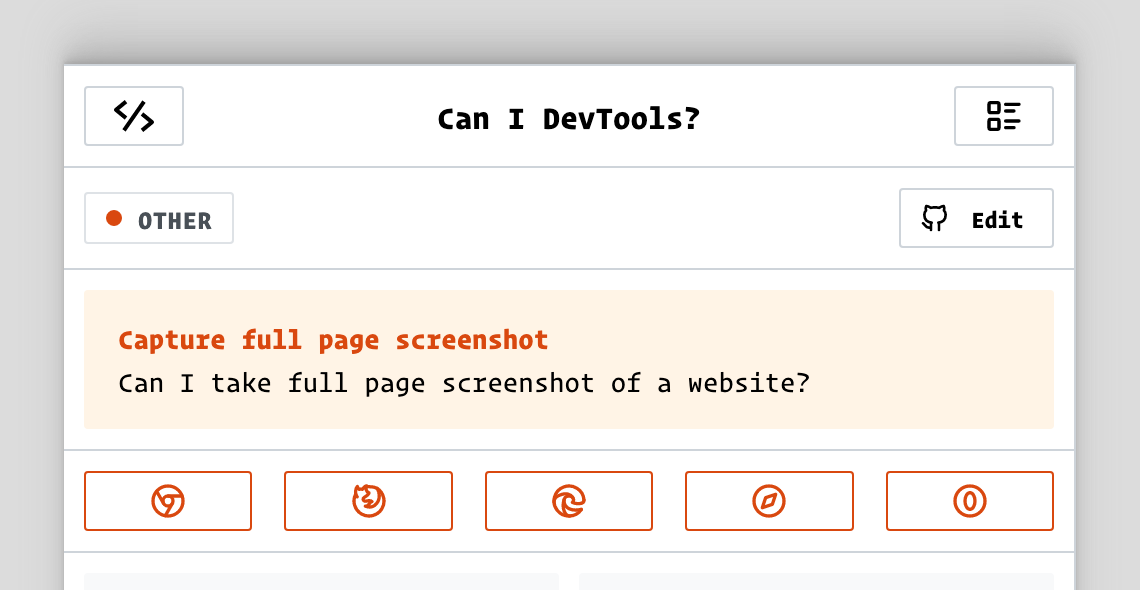 Can I DevTools?
OTHER
Edit
Capture full page screenshot
Can I take full page screenshot of a website?